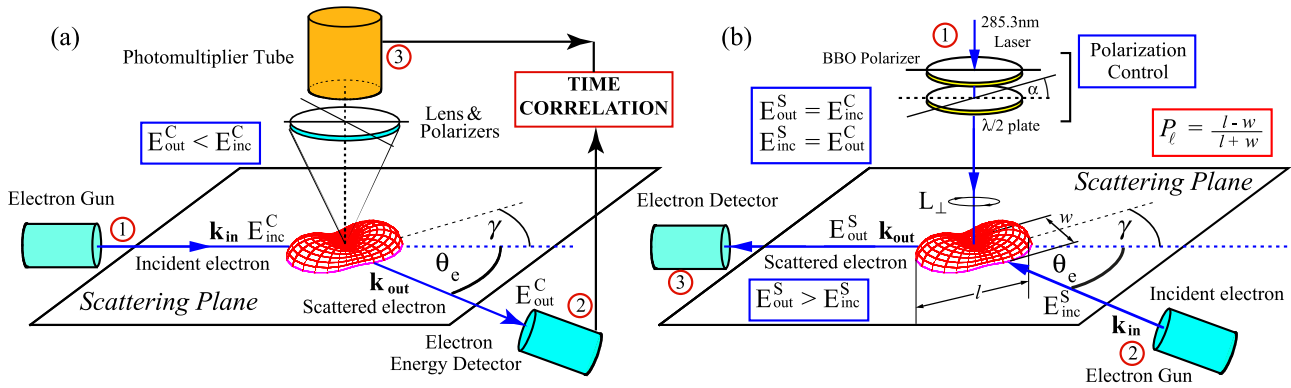 (a)
Photomultiplier Tube
3
TIME
CORRELATION
Lens &
Polarizers
E^C_out < E^C_inc
Electron Gun
1
k_in E^C_inc
Incident electron
γ
θ_e
k_out
Scattered electron
E^C_out
2
Scattering Plane
Electron
Energy Detector
(b)
1
285.3nm
Laser
BBO Polarizer
α
λ/2 plate
Polarization
Control
E^S_out = E^C_inc
E^S_inc = E^C_out
P_ℓ = l - w / l + w
Scattering Plane
Electron Detector
L_⊥
w
γ
E^S_out k_out
Scattered electron
θ_e
3
E^S_out > E^S_inc
l
E^S_inc
Incident electron
k_in
2
Electron Gun